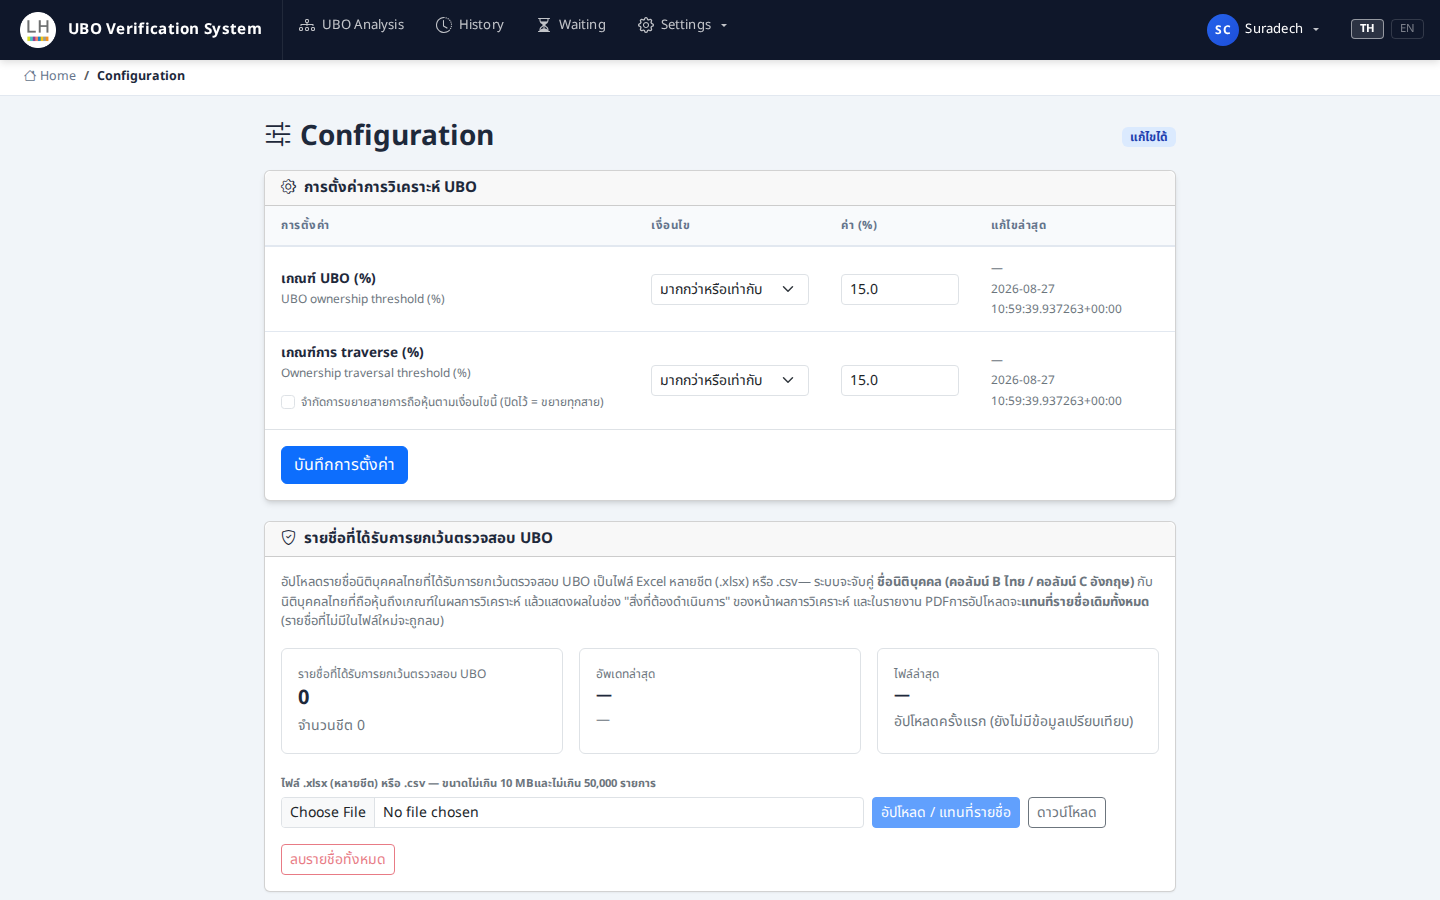 LH UBO Verification System UBO Analysis History Waiting Settings SC Suradech TH EN
Home / Configuration
Configuration
แก้ไขได้
การตั้งค่าการวิเคราะห์ UBO
การตั้งค่า เงื่อนไข ค่า (%) แก้ไขล่าสุด
เกณฑ์ UBO (%)
UBO ownership threshold (%)
มากกว่าหรือเท่ากับ
15.0
—
2026-08-27
10:59:39.937263+00:00
เกณฑ์การ traverse (%)
Ownership traversal threshold (%)
จำกัดการขยายสายการถือหุ้นตามเงื่อนไขนี้ (ปิดไว้ = ขยายทุกสาย)
มากกว่าหรือเท่ากับ
15.0
—
2026-08-27
10:59:39.937263+00:00
บันทึกการตั้งค่า
รายชื่อที่ได้รับการยกเว้นตรวจสอบ UBO
อัปโหลดรายชื่อนิติบุคคลไทยที่ได้รับการยกเว้นตรวจสอบ UBO เป็นไฟล์ Excel หลายชีต (.xlsx) หรือ .csv— ระบบจะจับคู่ ชื่อนิติบุคคล (คอลัมน์ B ไทย / คอลัมน์ C อังกฤษ) กับ
นิติบุคคลไทยที่ถือหุ้นถึงเกณฑ์ในผลการวิเคราะห์ แล้วแสดงผลในช่อง "สิ่งที่ต้องดำเนินการ" ของหน้าผลการวิเคราะห์ และในรายงาน PDFการอัปโหลดจะแทนที่รายชื่อเดิมทั้งหมด
(รายชื่อที่ไม่มีในไฟล์ใหม่จะถูกลบ)
รายชื่อที่ได้รับการยกเว้นตรวจสอบ UBO
0
จำนวนชีต 0
อัพเดทล่าสุด
—
—
ไฟล์ล่าสุด
—
อัปโหลดครั้งแรก (ยังไม่มีข้อมูลเปรียบเทียบ)
ไฟล์ .xlsx (หลายชีต) หรือ .csv — ขนาดไม่เกิน 10 MBและไม่เกิน 50,000 รายการ
Choose File No file chosen อัปโหลด / แทนที่รายชื่อ ดาวน์โหลด
ลบรายชื่อทั้งหมด